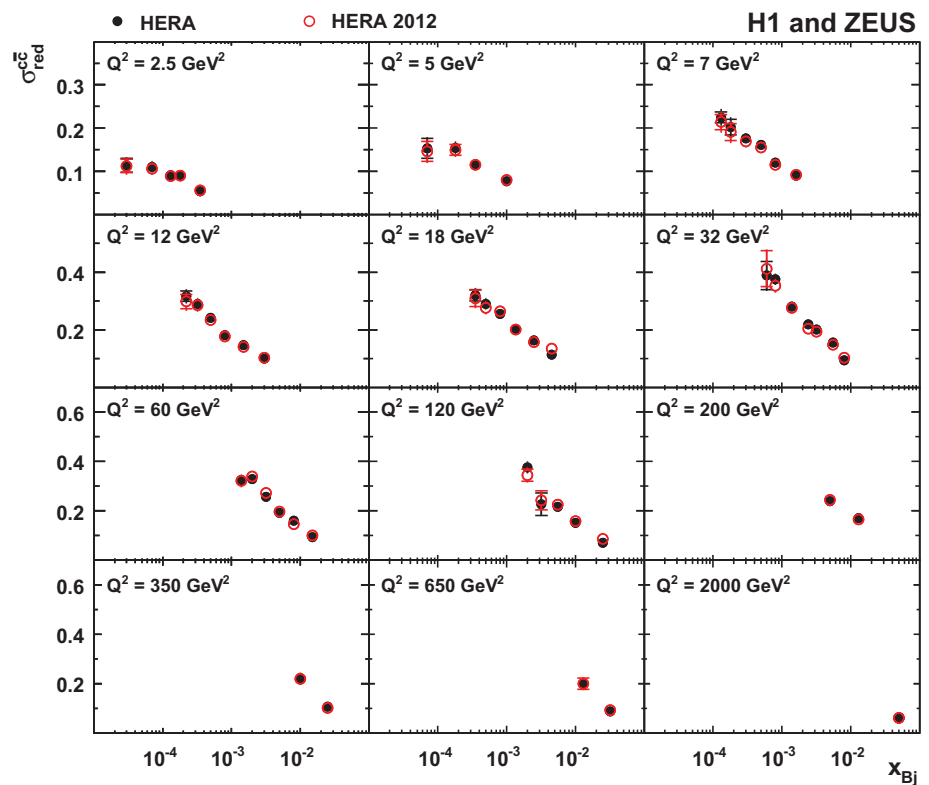 HERA HERA 2012 H1 and ZEUS
σ_red^cc̄
Q² = 2.5 GeV² Q² = 5 GeV² Q² = 7 GeV²
0.3
0.2
0.1
Q² = 12 GeV² Q² = 18 GeV² Q² = 32 GeV²
0.4
0.2
Q² = 60 GeV² Q² = 120 GeV² Q² = 200 GeV²
0.6
0.4
0.2
Q² = 350 GeV² Q² = 650 GeV² Q² = 2000 GeV²
0.6
0.4
0.2
10⁻⁴ 10⁻³ 10⁻² 10⁻⁴ 10⁻³ 10⁻² 10⁻⁴ 10⁻³ 10⁻²
x_Bj